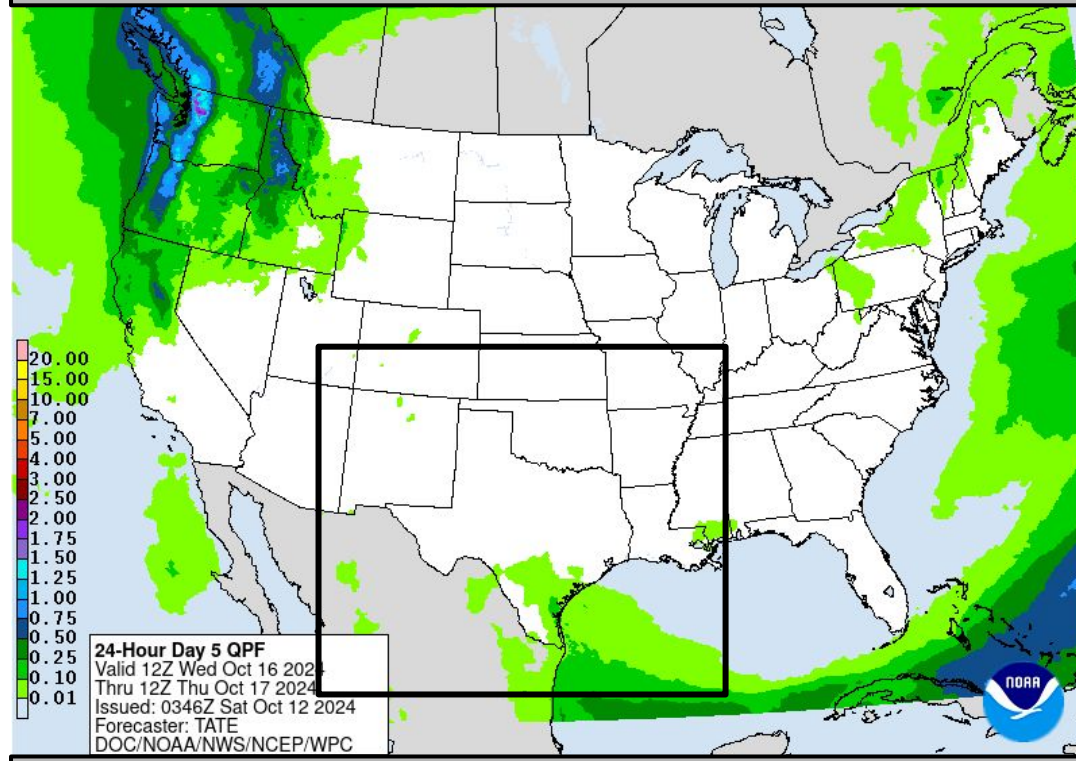 20.00
15.00
10.00
7.00
5.00
4.00
3.00
2.50
2.00
1.75
1.50
1.25
1.00
0.75
0.50
0.25
0.10
0.01
24-Hour Day 5 QPF
Valid 12Z Wed Oct 16 2024
Thru 12Z Thu Oct 17 2024
Issued: 0346Z Sat Oct 12 2024
Forecaster: TATE
DOC/NOAA/NWS/NCEP/WPC
NOAA